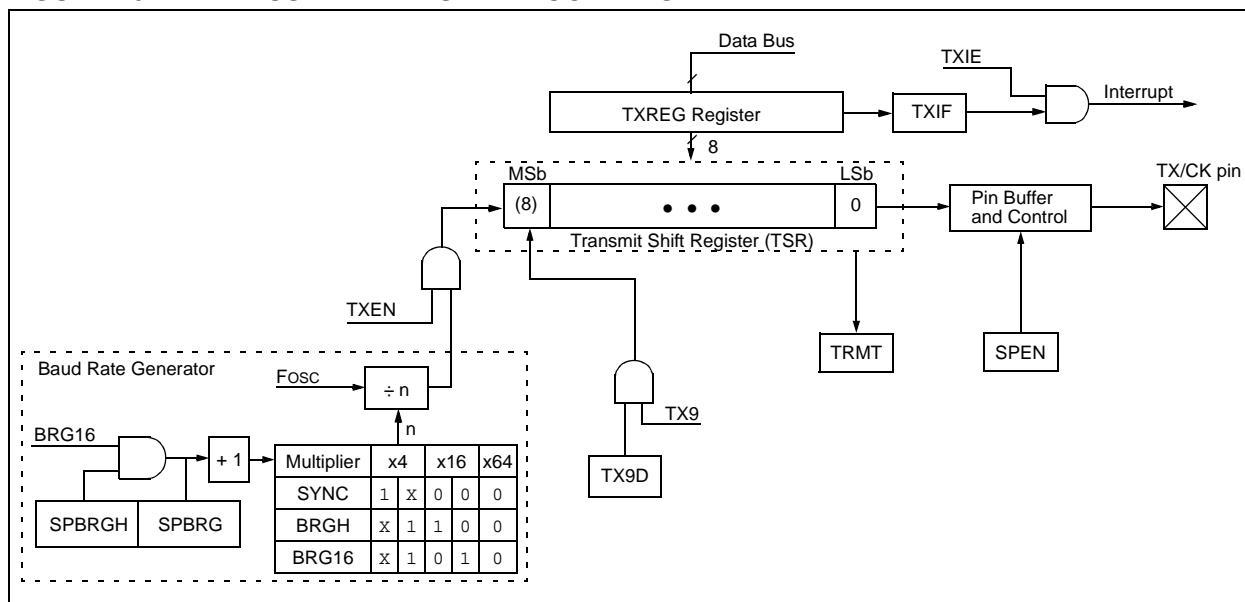 Data Bus
TXIE
Interrupt
TXREG Register
TXIF
8
MSb
LSb
TX/CK pin
(8)
• • •
0
Pin Buffer
and Control
Transmit Shift Register (TSR)
TXEN
TRMT
SPEN
Baud Rate Generator
FOSC
÷ n
n
TX9
BRG16
+ 1
TX9D
Multiplier x4 x16 x64
SYNC 1 X 0 0 0
BRGH X 1 1 0 0
BRG16 X 1 0 1 0
SPBRGH SPBRG